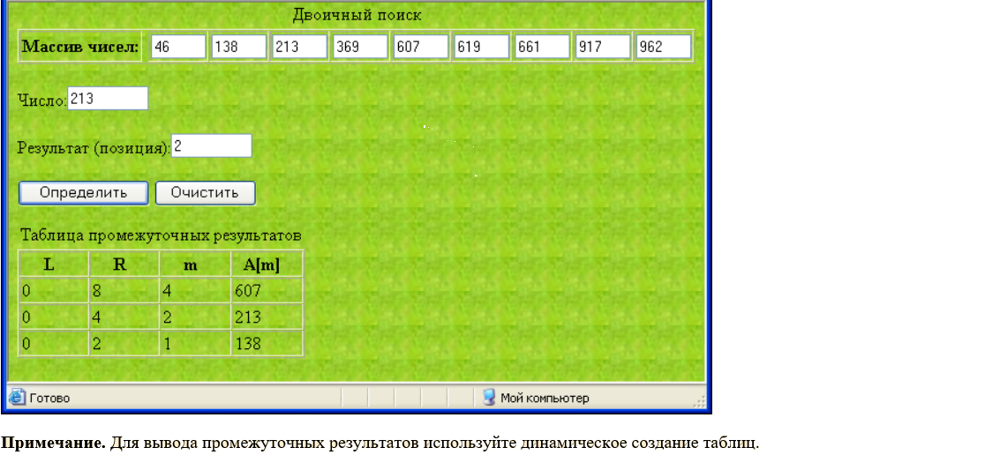 Двоичный поиск
Массив чисел: 46 138 213 369 607 619 661 917 962
Число: 213
Результат (позиция): 2
Определить Очистить
Таблица промежуточных результатов
L R m A[m]
0 8 4 607
0 4 2 213
0 2 1 138
Готово Мой компьютер
Примечание. Для вывода промежуточных результатов используйте динамическое создание таблиц.